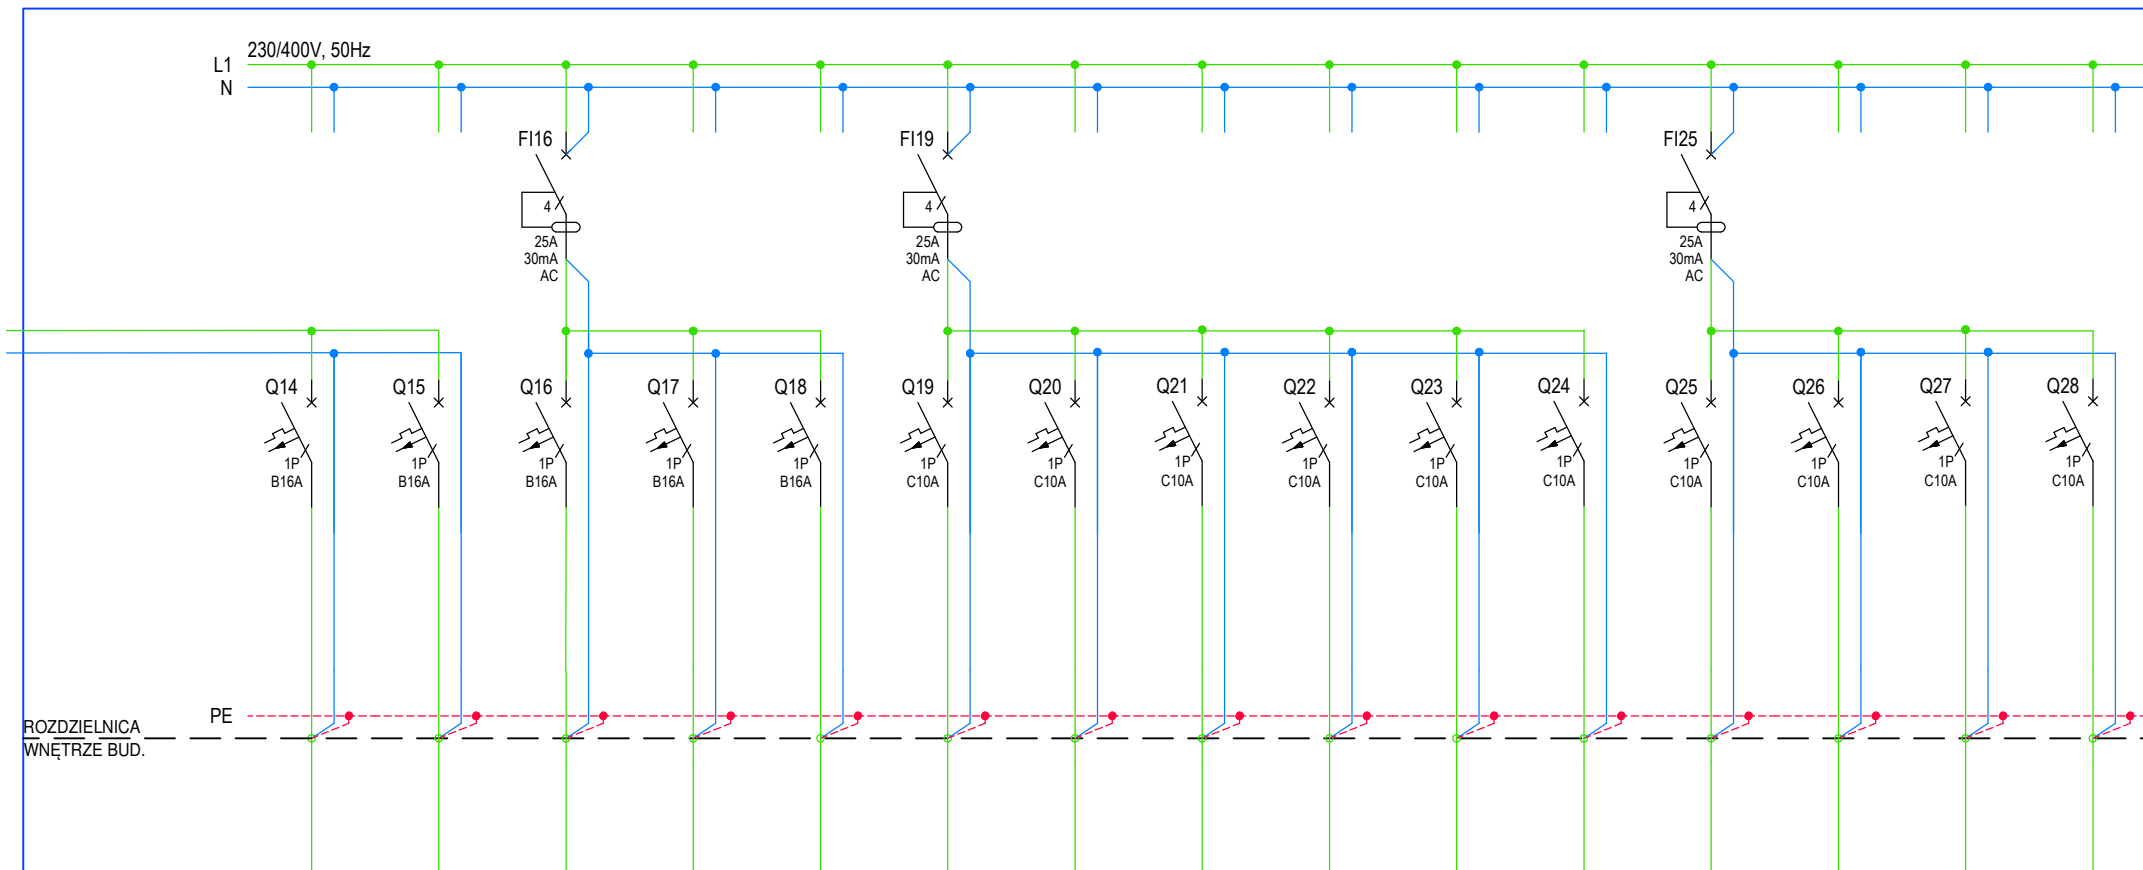 230/400V, 50Hz
L1
N
FI16 FI19 FI25
4 4 4
25A 25A 25A
30mA 30mA 30mA
AC AC AC
Q14 Q15 Q16 Q17 Q18 Q19 Q20 Q21 Q22 Q23 Q24 Q25 Q26 Q27 Q28
1P 1P 1P 1P 1P 1P 1P 1P 1P 1P 1P 1P 1P 1P 1P
B16A B16A B16A B16A B16A C10A C10A C10A C10A C10A C10A C10A C10A C10A C10A
PE
ROZDZIELNICA
WNĘTRZE BUD.